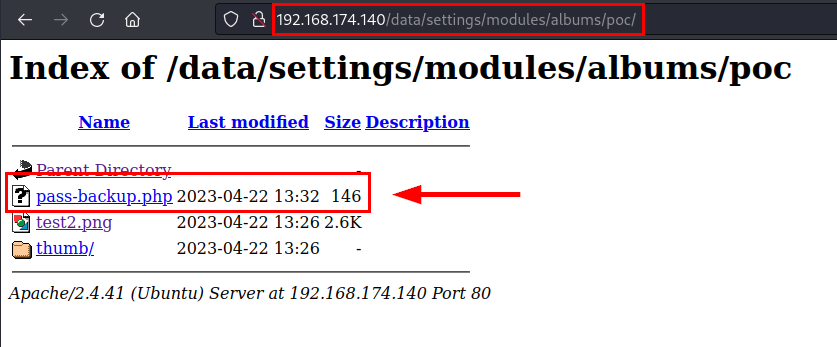 192.168.174.140/data/settings/modules/albums/poc/
Index of /data/settings/modules/albums/poc
Name Last modified Size Description
Parent Directory -
pass-backup.php 2023-04-22 13:32 146
test2.png 2023-04-22 13:26 2.6K
thumb/ 2023-04-22 13:26 -
Apache/2.4.41 (Ubuntu) Server at 192.168.174.140 Port 80